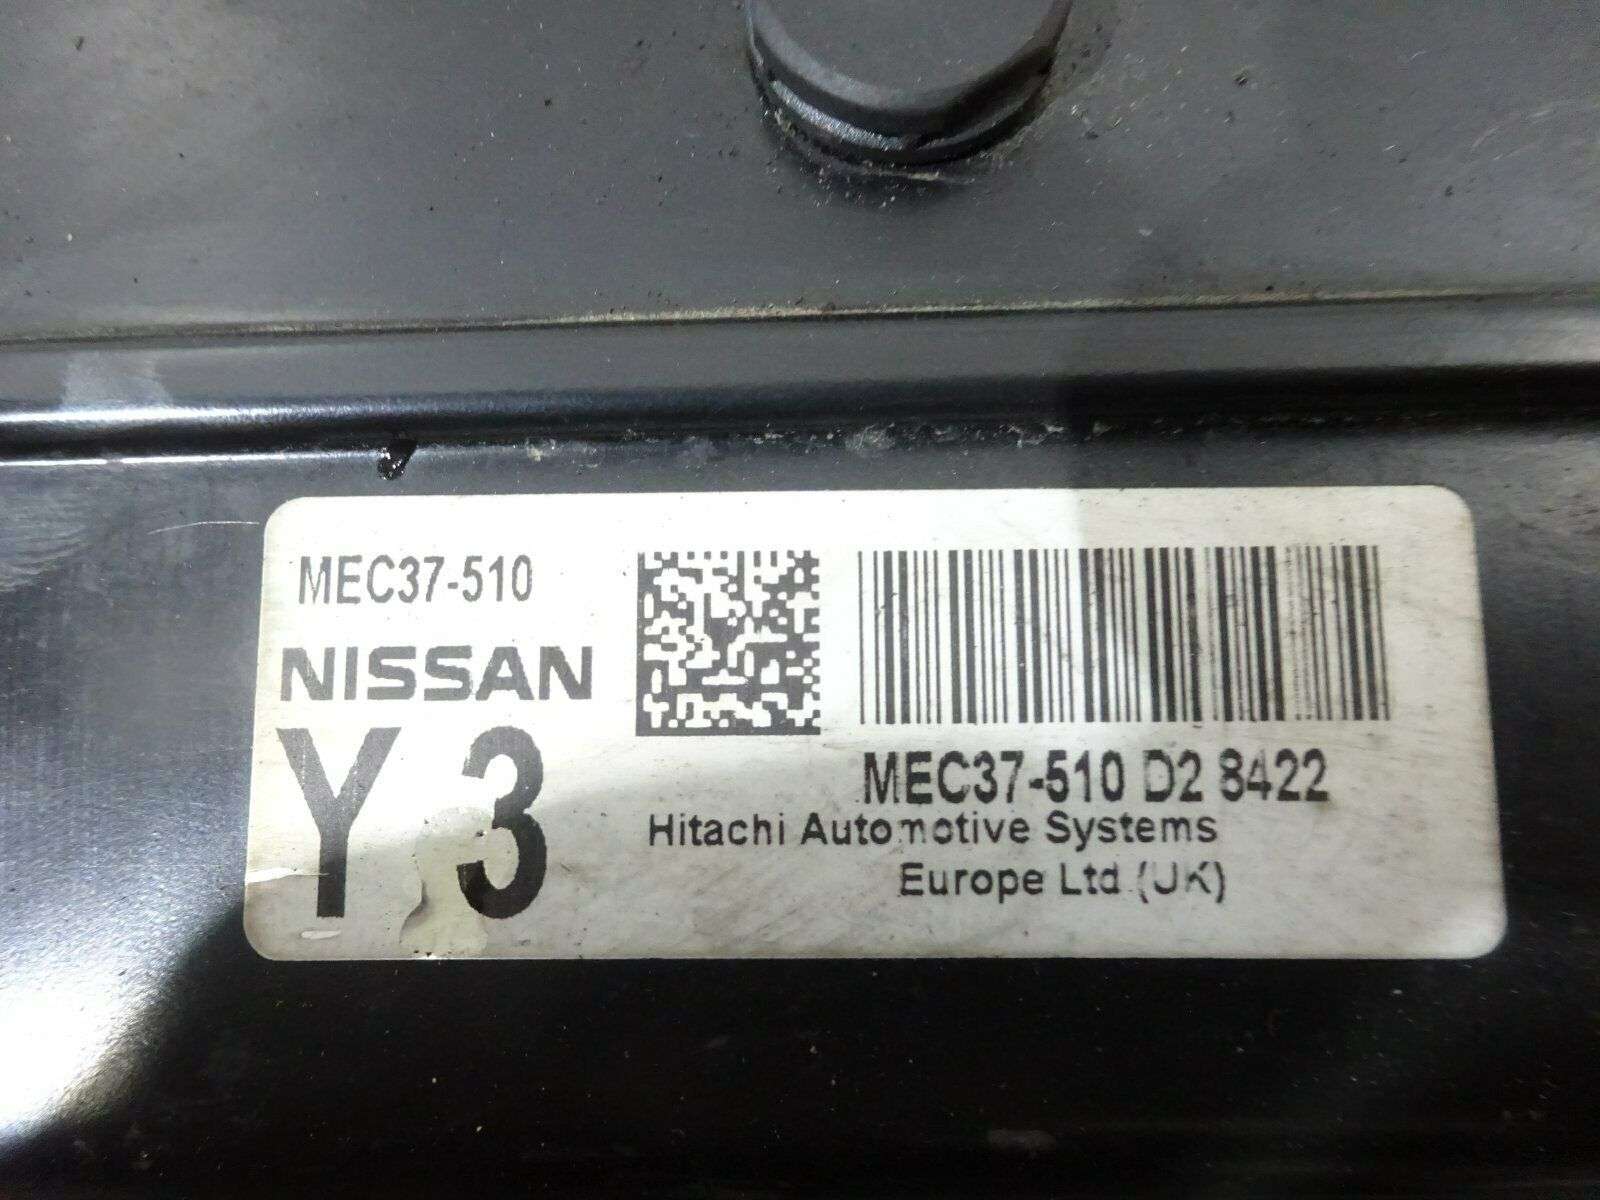 MEC37-510
NISSAN
Y 3
MEC37-510 D2 8422
Hitachi Automotive Systems
Europe Ltd.(UK)